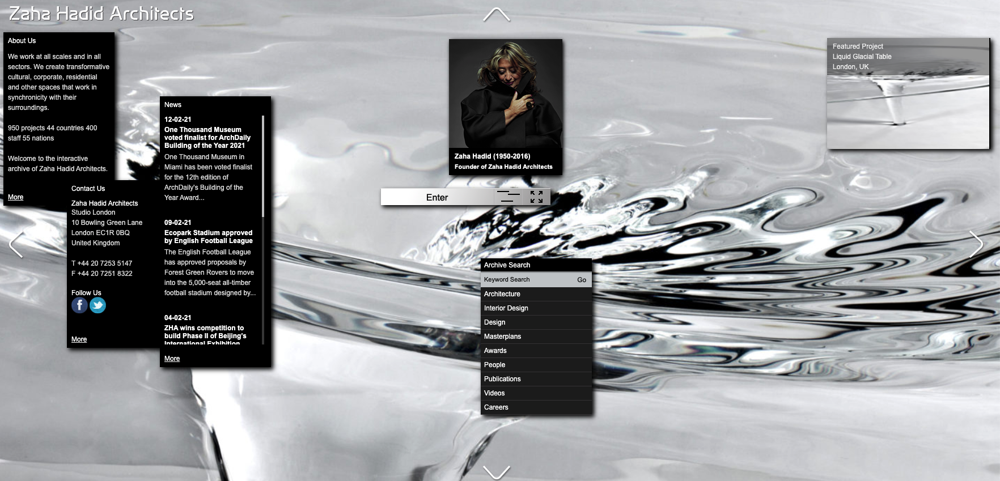 Zaha Hadid Architects
About Us
We work at all scales and in all
sectors. We create transformative
cultural, corporate, residential
and other spaces that work in
synchronicity with their
surroundings.
950 projects 44 countries 400
staff 55 nations
Welcome to the interactive
archive of Zaha Hadid Architects.
More
Contact Us
Zaha Hadid Architects
Studio London
10 Bowling Green Lane
London EC1R 0BQ
United Kingdom
T +44 20 7253 5147
F +44 20 7251 8322
Follow Us
More
News
12-02-21
One Thousand Museum
voted finalist for ArchDaily
Building of the Year 2021
One Thousand Museum in
Miami has been voted finalist
for the 12th edition of
ArchDaily's Building of the
Year Award...
09-02-21
Ecopark Stadium approved
by English Football League
The English Football League
has approved proposals by
Forest Green Rovers to move
into the 5,000-seat all-timber
football stadium designed by...
04-02-21
ZHA wins competition to
build Phase II of Beijing's
International Exhibition
More
Zaha Hadid (1950-2016)
Founder of Zaha Hadid Architects
Enter
Archive Search
Keyword Search Go
Architecture
Interior Design
Design
Masterplans
Awards
People
Publications
Videos
Careers
Featured Project
Liquid Glacial Table
London, UK